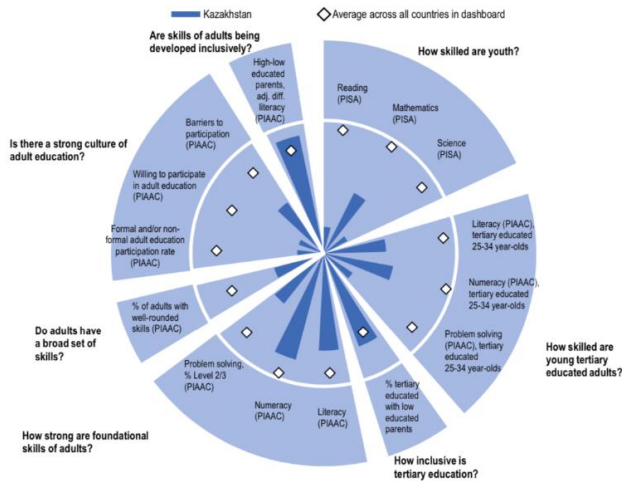 Kazakhstan
Average across all countries in dashboard
Are skills of adults being
developed inclusively?
High-low
educated
parents,
adj. diff.
literacy
(PIAAC)
How skilled are youth?
Reading
(PISA)
Mathematics
(PISA)
Science
(PISA)
Is there a strong culture of
adult education?
Barriers to
participation
(PIAAC)
Willing to participate
in adult education
(PIAAC)
Formal and/or non-
formal adult education
participation rate
(PIAAC)
Literacy (PIAAC),
tertiary educated
25-34 year-olds
Numeracy (PIAAC),
tertiary educated
25-34 year-olds
Problem solving
(PIAAC), tertiary
educated
25-34 year-olds
How skilled are
young tertiary
educated adults?
Do adults have
a broad set of
skills?
% of adults with
well-rounded
skills (PIAAC)
How strong are foundational
skills of adults?
Problem solving,
% Level 2/3
(PIAAC)
Numeracy
(PIAAC)
Literacy
(PIAAC)
% tertiary
educated
with low
educated
parents
How inclusive is
tertiary education?